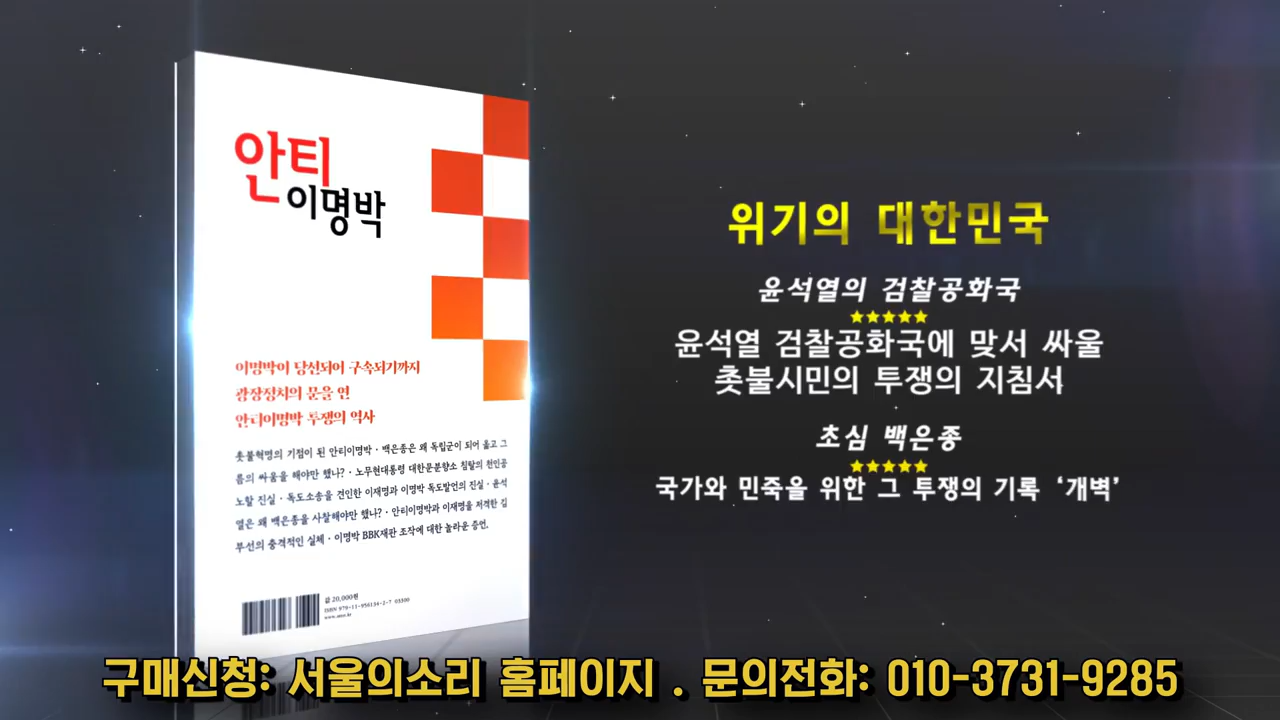 안티
이명박
이명박이 당선되어 구속되기까지
광장정치의 문을 연
안티이명박 투쟁의 역사
촛불혁명의 기점이 된 안티이명박 · 백은종은 왜 독립군이 되어 홀고 그
름의 싸움을 해야만 했나? · 노무현대통령 대한문분향소 침탈의 천인공
노할 진실 · 독도소송을 견인한 이재명과 이명박 독도발언의 진실 · 윤석
열은 왜 백은종을 사찰해야만 했나? · 안티이명박과 이재명을 저격한 김
부선의 충격적인 실체 · 이명박 BBK재판 조작에 대한 놀라운 증언.
값 20,000원
위기의 대한민국
윤석열의 검찰공화국
★★★★★
윤석열 검찰공화국에 맞서 싸울
촛불시민의 투쟁의 지침서
초심 백은종
★★★★★
국가와 민죽을 위한 그 투쟁의 기록 ‘개벽’
구매신청: 서울의소리 홈페이지 . 문의전화: 010-3731-9285